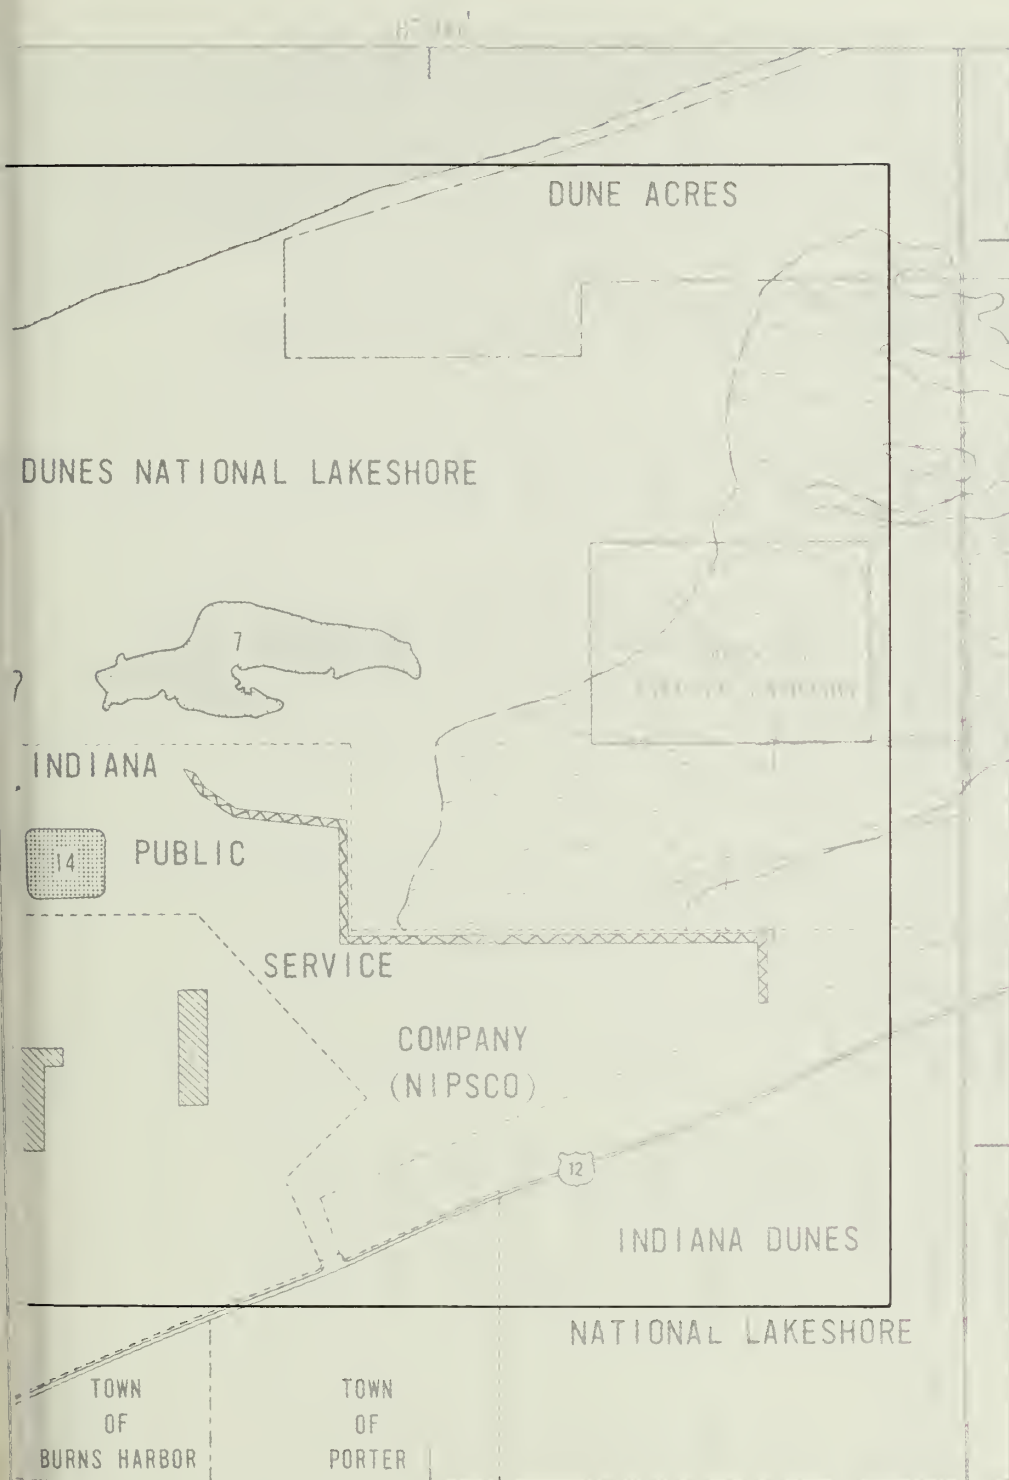 DUNE ACRES
DUNES NATIONAL LAKESHORE
7
7
INDIANA
14
PUBLIC
SERVICE
COMPANY
(NIPSCO)
12
INDIANA DUNES
NATIONAL LAKESHORE
TOWN
OF
BURNS HARBOR
TOWN
OF
PORTER